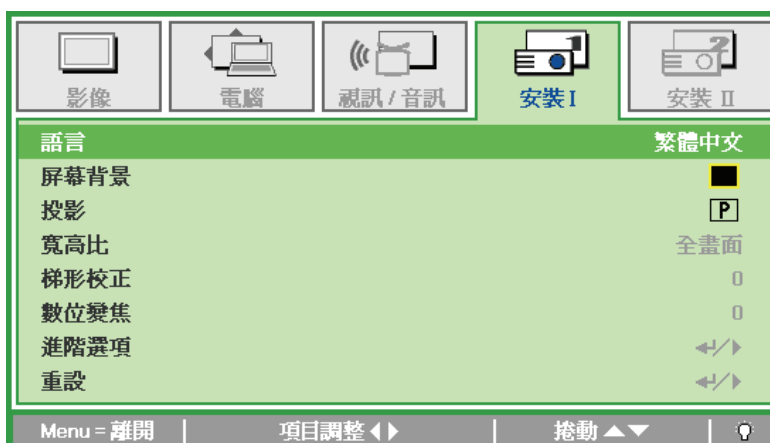 影像
電腦
視訊 / 音訊
安裝 I
安裝 II
語言 繁體中文
屏幕背景
投影 P
寬高比 全畫面
梯形校正 0
數位變焦 0
進階選項 ↵/▶
重設 ↵/▶
Menu = 離開 項目調整 ◀ ▶ 捲動 ▲▼